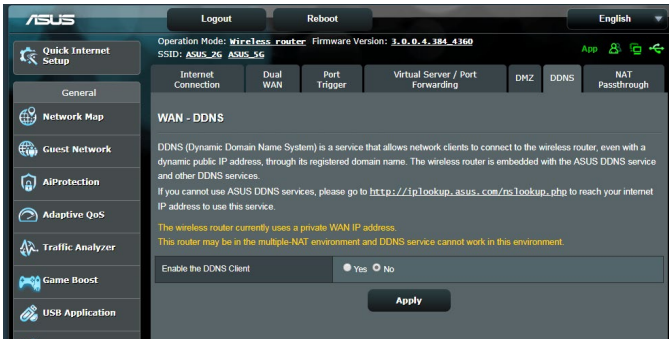 ASUS
Logout
Reboot
English
Quick Internet
Setup
Operation Mode: Wireless router Firmware Version: 3.0.0.4.384_4360
SSID: ASUS_2G ASUS_5G
App
General
Network Map
Guest Network
AiProtection
Adaptive QoS
Traffic Analyzer
Game Boost
USB Application
Internet
Connection
Dual
WAN
Port
Trigger
Virtual Server / Port
Forwarding
DMZ
DDNS
NAT
Passthrough
WAN - DDNS
DDNS (Dynamic Domain Name System) is a service that allows network clients to connect to the wireless router, even with a
dynamic public IP address, through its registered domain name. The wireless router is embedded with the ASUS DDNS service
and other DDNS services.
If you cannot use ASUS DDNS services, please go to http://iplookup.asus.com/nslookup.php to reach your internet
IP address to use this service.
The wireless router currently uses a private WAN IP
address.
This router may be in the multiple-NAT environment and DDNS service cannot work in this environment.
Enable the DDNS Client
Yes No
Apply